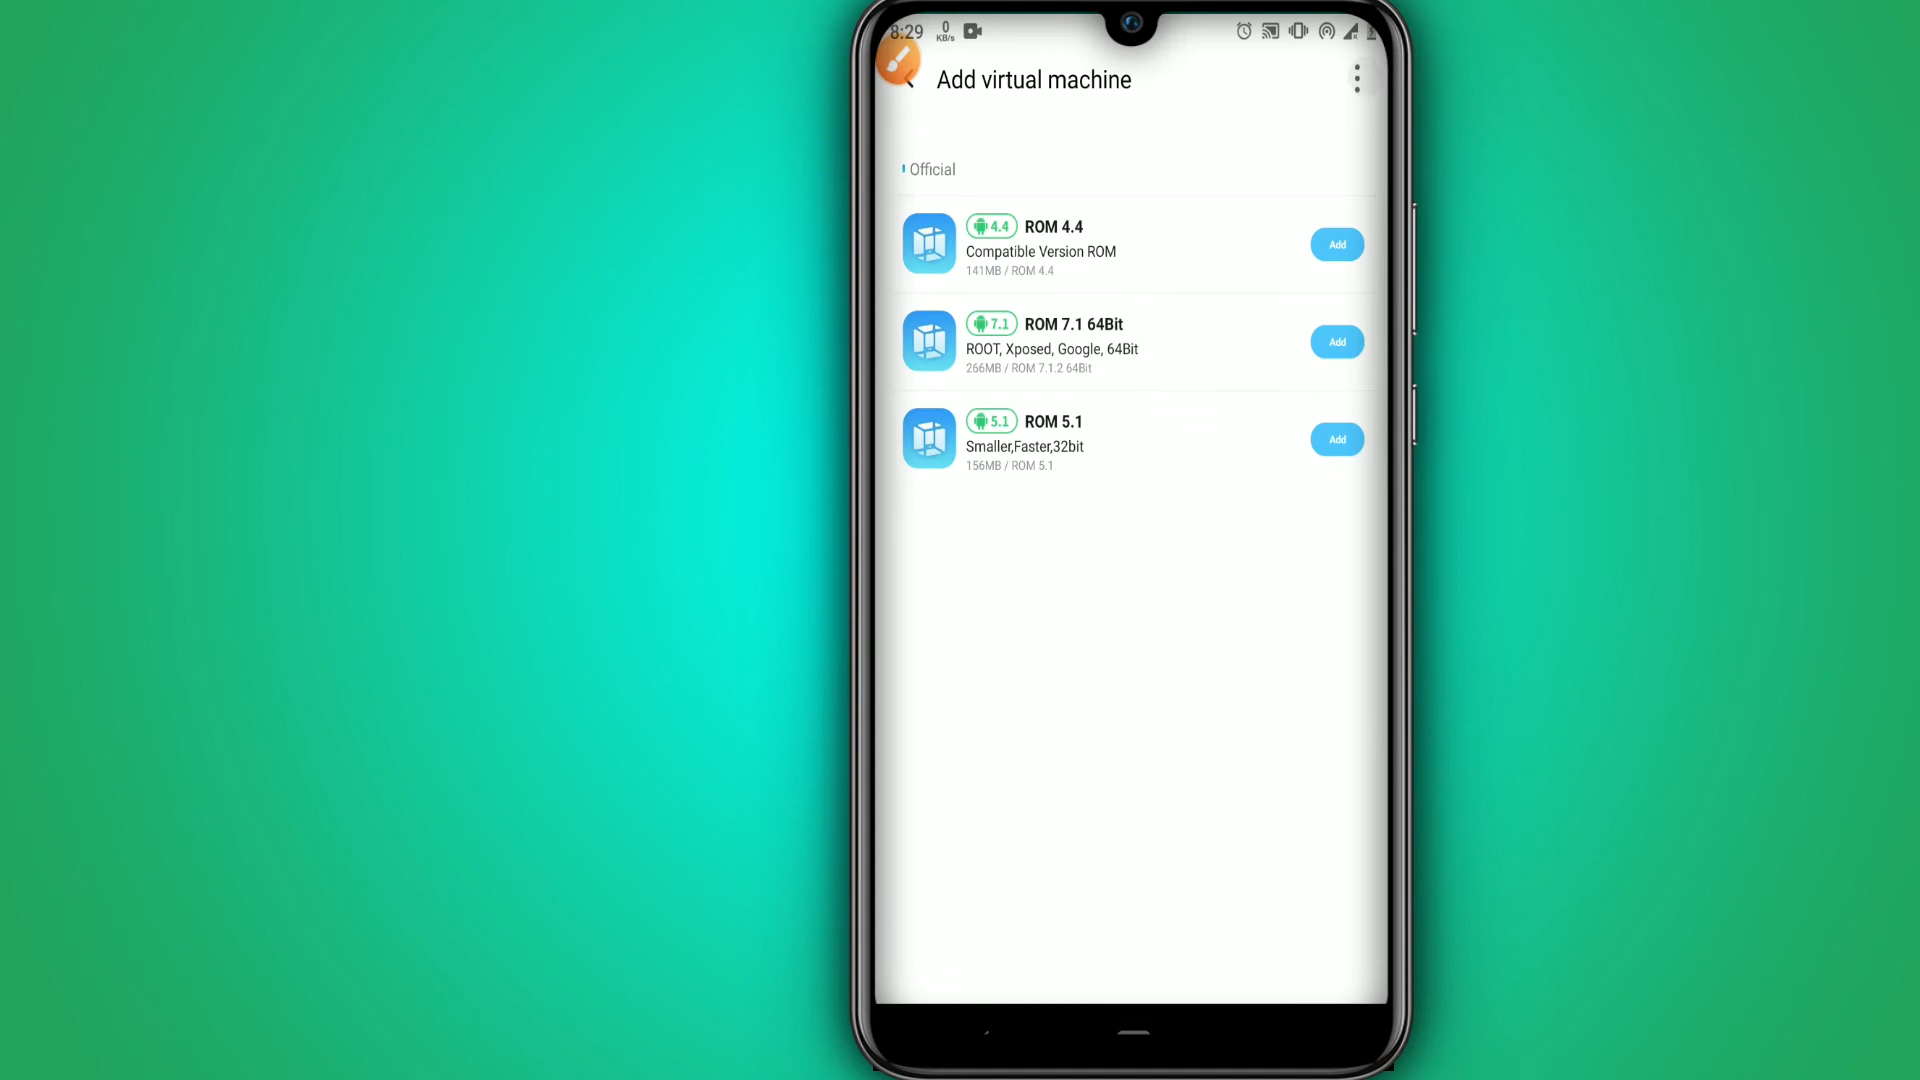 8:29
0
KB/s
Add virtual machine
Official
4.4 ROM 4.4
Compatible Version ROM
141MB / ROM 4.4
Add
7.1 ROM 7.1 64Bit
ROOT, Xposed, Google, 64Bit
266MB / ROM 7.1.2 64Bit
Add
5.1 ROM 5.1
Smaller,Faster,32bit
156MB / ROM 5.1
Add